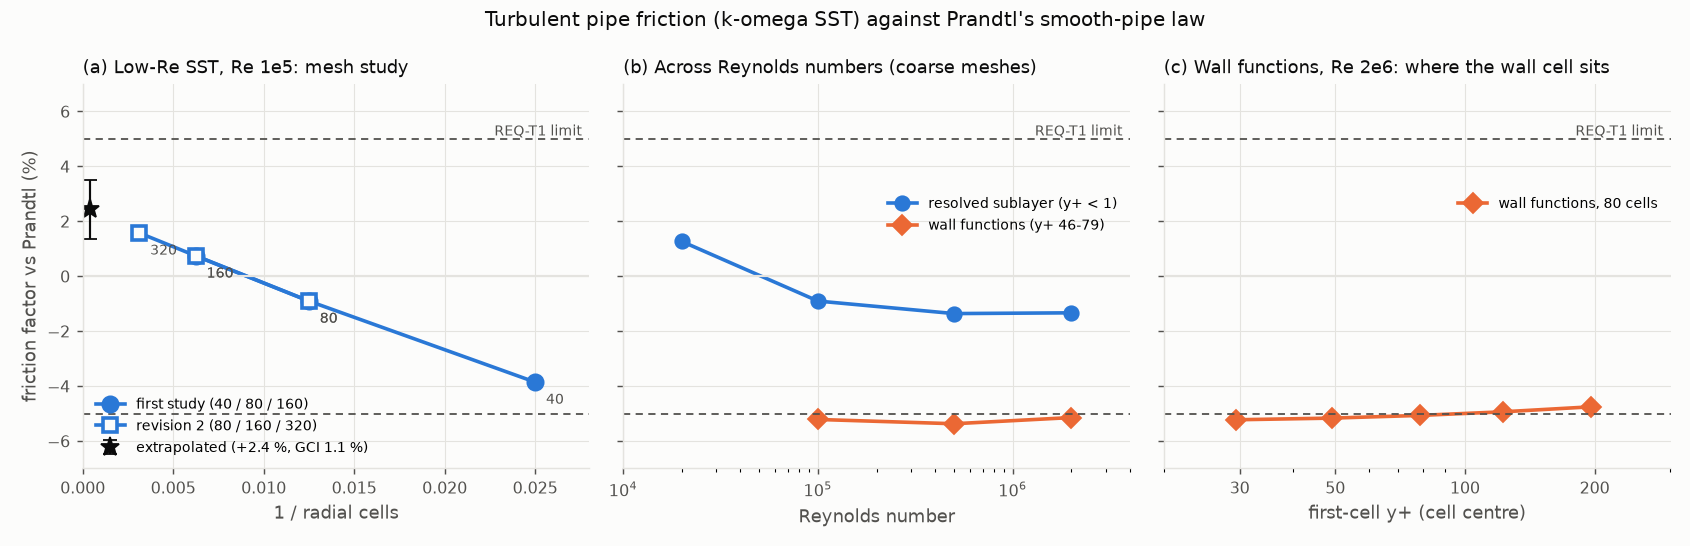 Turbulent pipe friction (k-omega SST) against Prandtl's smooth-pipe law
(a) Low-Re SST, Re 1e5: mesh study
friction factor vs Prandtl (%)
6
4
2
0
−2
−4
−6
REQ-T1 limit
320
160
80
40
first study (40 / 80 / 160)
revision 2 (80 / 160 / 320)
extrapolated (+2.4 %, GCI 1.1 %)
0.000 0.005 0.010 0.015 0.020 0.025
1 / radial cells
(b) Across Reynolds numbers (coarse meshes)
REQ-T1 limit
resolved sublayer (y+ < 1)
wall functions (y+ 46-79)
10⁴ 10⁵ 10⁶
Reynolds number
(c) Wall functions, Re 2e6: where the wall cell sits
REQ-T1 limit
wall functions, 80 cells
30 50 100 200
first-cell y+ (cell centre)